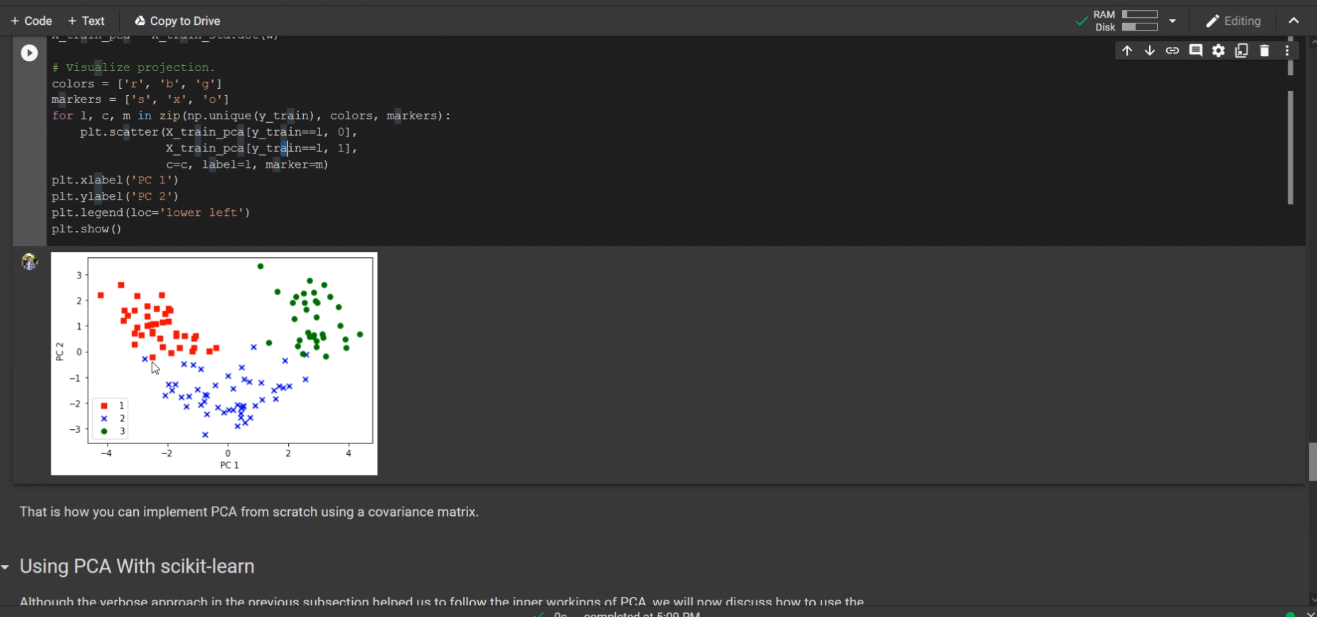 + Code + Text Copy to Drive
RAM
Disk
Editing
# Visualize projection.
colors = ['r', 'b', 'g']
markers = ['s', 'x', 'o']
for l, c, m in zip(np.unique(y_train), colors, markers):
plt.scatter(X_train_pca[y_train==l, 0],
X_train_pca[y_train==l, 1],
c=c, label=l, marker=m)
plt.xlabel('PC 1')
plt.ylabel('PC 2')
plt.legend(loc='lower left')
plt.show()
3
2
1
0
−1
−2
−3
PC 2
1
2
3
−4 −2 0 2 4
PC 1
That is how you can implement PCA from scratch using a covariance matrix.
Using PCA With scikit-learn
Although the verbose approach in the previous subsection helped us to follow the inner workings of PCA, we will now discuss how to use the
0s completed at 5:09 PM